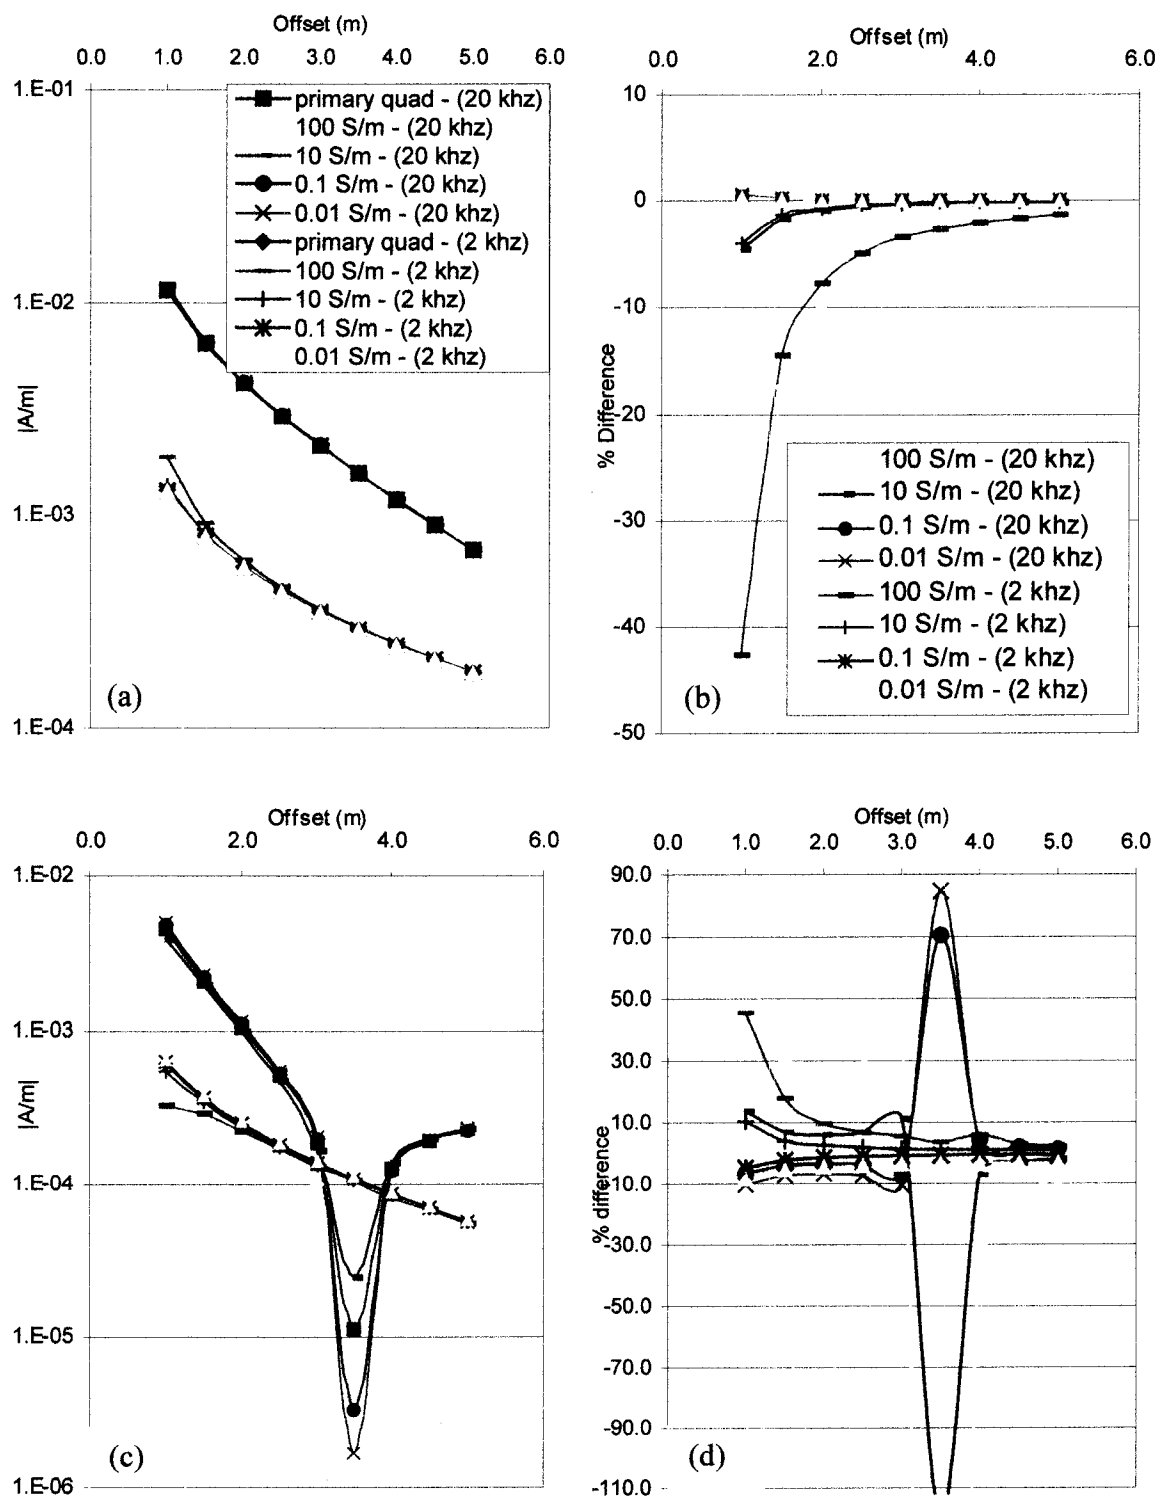 Offset (m)
0.0 1.0 2.0 3.0 4.0 5.0 6.0
1.E-01
1.E-02
1.E-03
1.E-04
|A/m|
primary quad - (20 khz)
100 S/m - (20 khz)
10 S/m - (20 khz)
0.1 S/m - (20 khz)
0.01 S/m - (20 khz)
primary quad - (2 khz)
100 S/m - (2 khz)
10 S/m - (2 khz)
0.1 S/m - (2 khz)
0.01 S/m - (2 khz)
(a)
Offset (m)
0.0 2.0 4.0 6.0
10
0
-10
-20
-30
-40
-50
% Difference
100 S/m - (20 khz)
10 S/m - (20 khz)
0.1 S/m - (20 khz)
0.01 S/m - (20 khz)
100 S/m - (2 khz)
10 S/m - (2 khz)
0.1 S/m - (2 khz)
0.01 S/m - (2 khz)
(b)
Offset (m)
0.0 2.0 4.0 6.0
1.E-02
1.E-03
1.E-04
1.E-05
1.E-06
|A/m|
(c)
Offset (m)
0.0 1.0 2.0 3.0 4.0 5.0 6.0
90.0
70.0
50.0
30.0
10.0
-10.0
-30.0
-50.0
-70.0
-90.0
-110.0
% difference
(d)